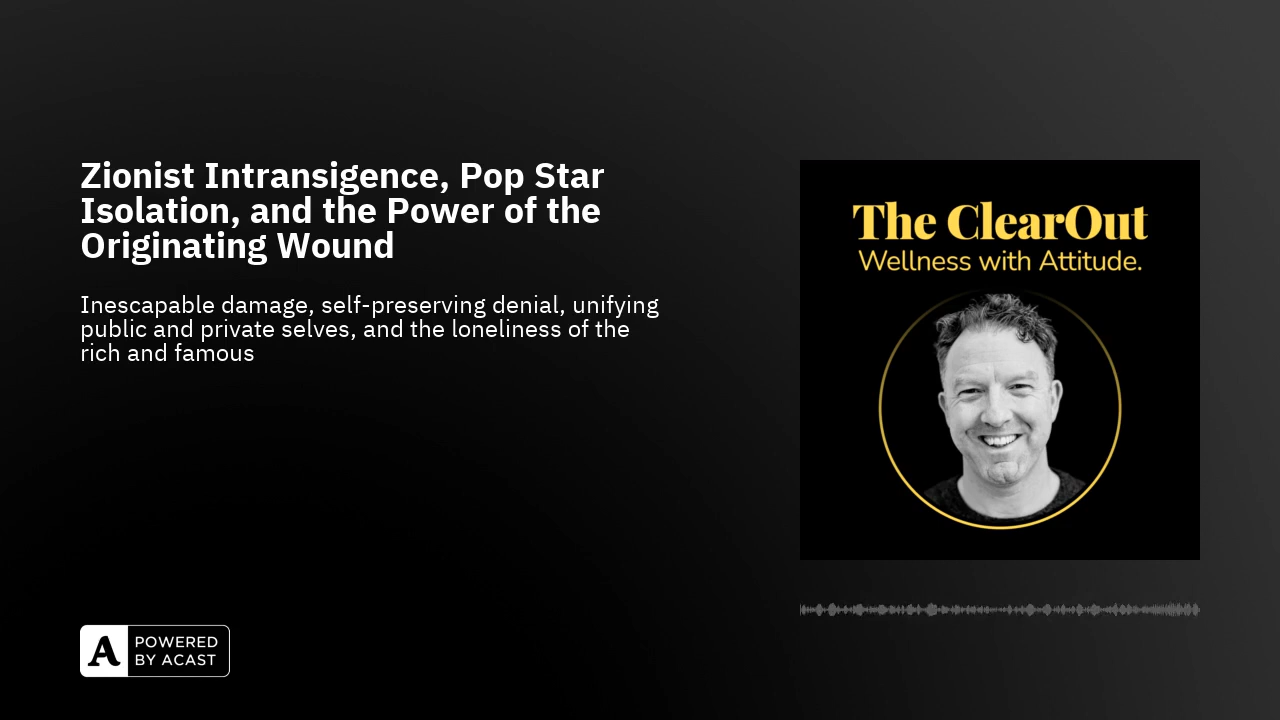 Zionist Intransigence, Pop Star
Isolation, and the Power of the
Originating Wound
Inescapable damage, self-preserving denial, unifying
public and private selves, and the loneliness of the
rich and famous
The ClearOut
Wellness with Attitude.
A
POWERED
BY ACAST